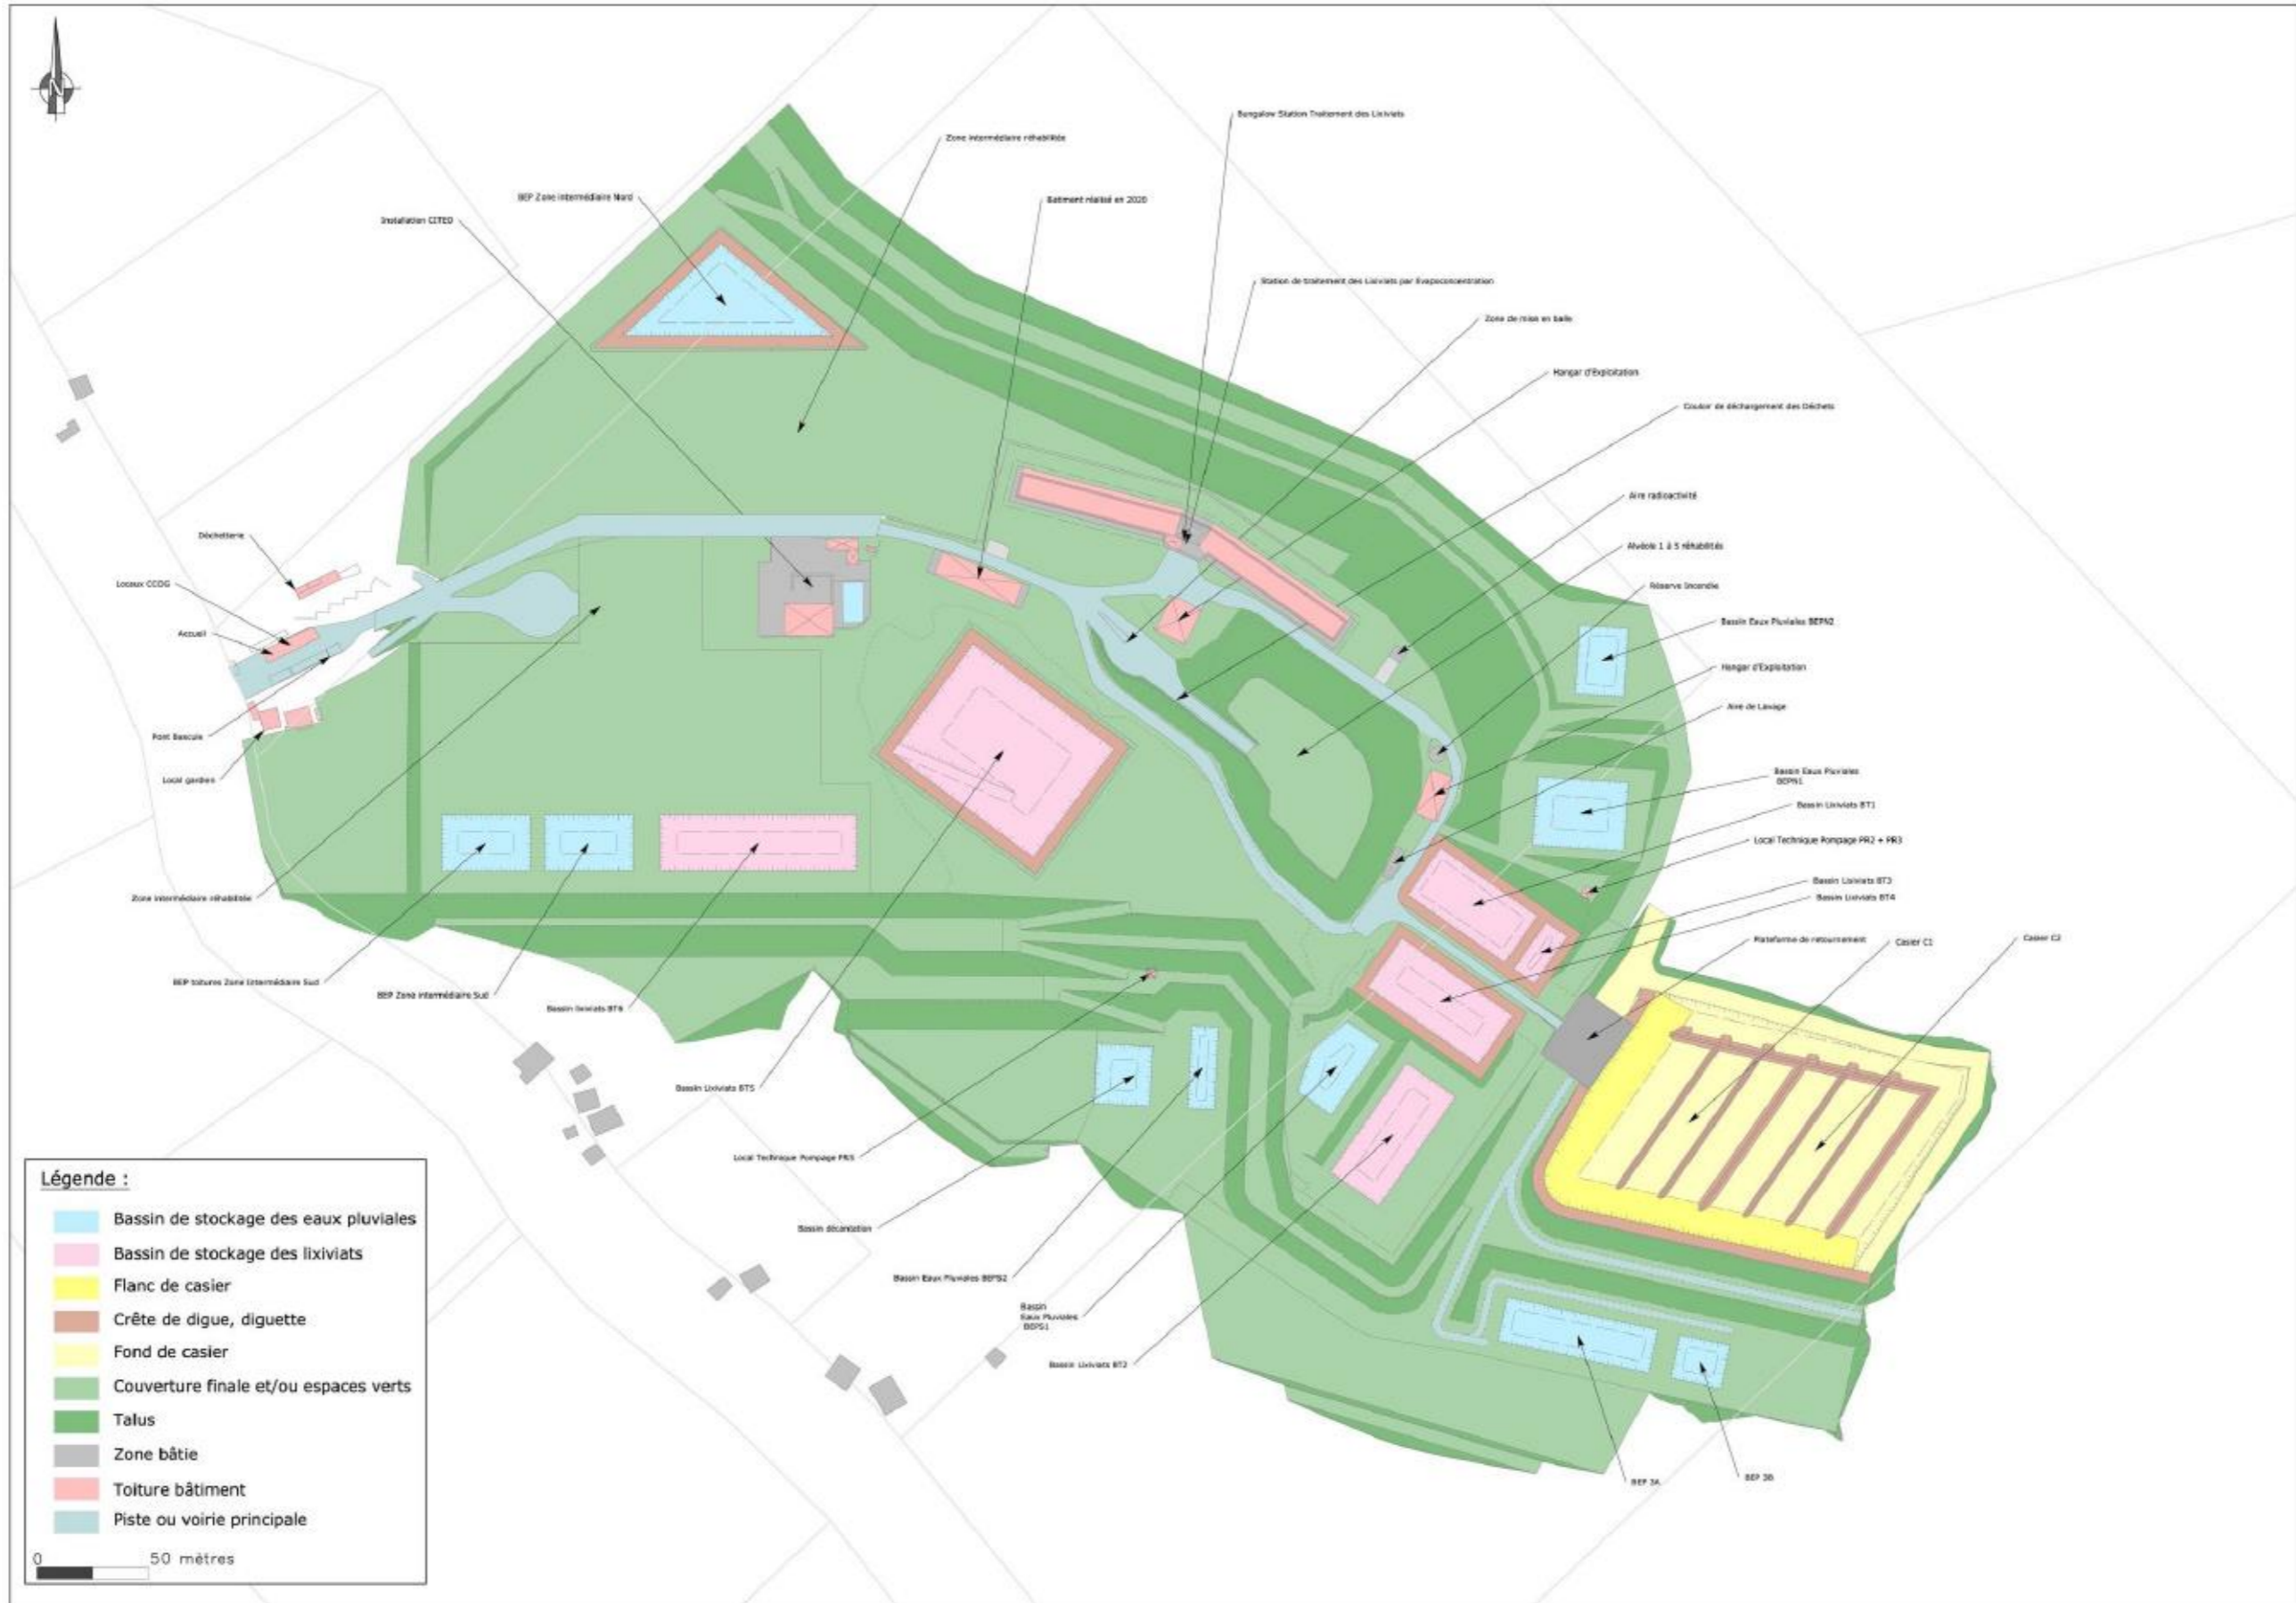 N
Bungalow Station Traitement des Lixiviats
Zone intermédiaire réhabilitée
BEP Zone intermédiaire Nord
Batiment réalisé en 2020
Installation CITEO
Station de traitement des Lixiviats par Evapoconcentration
Zone de mise en balle
Hangar d'Exploitation
Couloir de déchargement des Déchets
Aire radioactivité
Déchetterie
Alvéole 1 à 5 réhabilités
Locaux CCOG
Réserve Incendie
Accueil
Bassin Eaux Pluviales BEPN2
Hangar d'Exploitation
Aire de Lavage
Pont Bascule
Local gardien
Bassin Eaux Pluviales
BEPN1
Bassin Lixiviats BT1
Local Technique Pompage PR2 + PR3
Bassin Lixiviats BT3
Bassin Lixiviats BT4
Zone intermédiaire réhabilitée
Plateforme de retournement
Casier C1
Casier C2
BEP toitures Zone Intermédiaire Sud
BEP Zone intermédiaire Sud
Bassin lixiviats BT6
Bassin Lixiviats BT5
Local Technique Pompage PR5
Bassin décantation
Bassin Eaux Pluviales BEPS2
Bassin
Eaux Pluviales
BEPS1
Bassin Lixiviats BT2
BEP 3A
BEP 3B
Légende :
Bassin de stockage des eaux pluviales
Bassin de stockage des lixiviats
Flanc de casier
Crête de digue, diguette
Fond de casier
Couverture finale et/ou espaces verts
Talus
Zone bâtie
Toiture bâtiment
Piste ou voirie principale
0 50 mètres